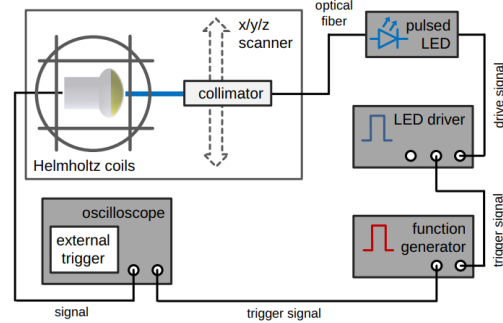 x/y/z
scanner
optical
fiber
pulsed
LED
collimator
Helmholtz coils
drive signal
LED driver
oscilloscope
external
trigger
function
generator
trigger signal
signal
trigger signal